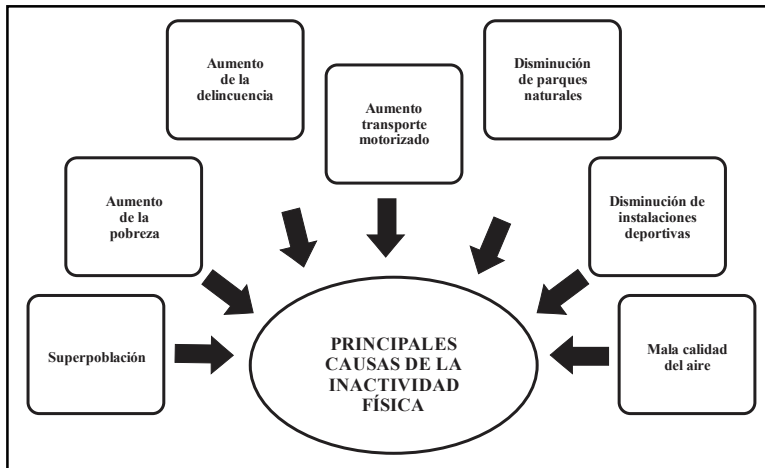 Aumento
de la
delincuencia
Aumento
transporte
motorizado
Disminución
de parques
naturales
Aumento
de la
pobreza
Disminución de
instalaciones
deportivas
Superpoblación
PRINCIPALES
CAUSAS DE LA
INACTIVIDAD
FÍSICA
Mala calidad
del aire